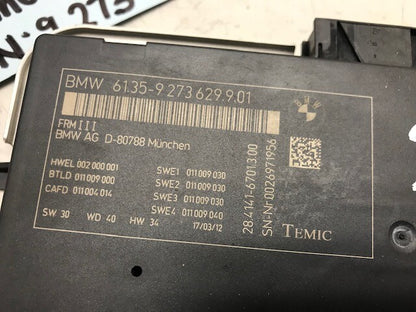 N:9 273
BMW 61.35-9 273 629 9.01
FRM III
BMW AG D-80788 München
HWEL 002 000 001
BTLD 011 009 000
CAFD 011 004 014
SWE1 011 009 030
SWE2 011 009 030
SWE3 011 009 030
SWE4 011 009 040
SW 30 WD 40 HW 34 17/03/12
28.4141-6701.3 00
SN-Nr.0026971956
TEMIC